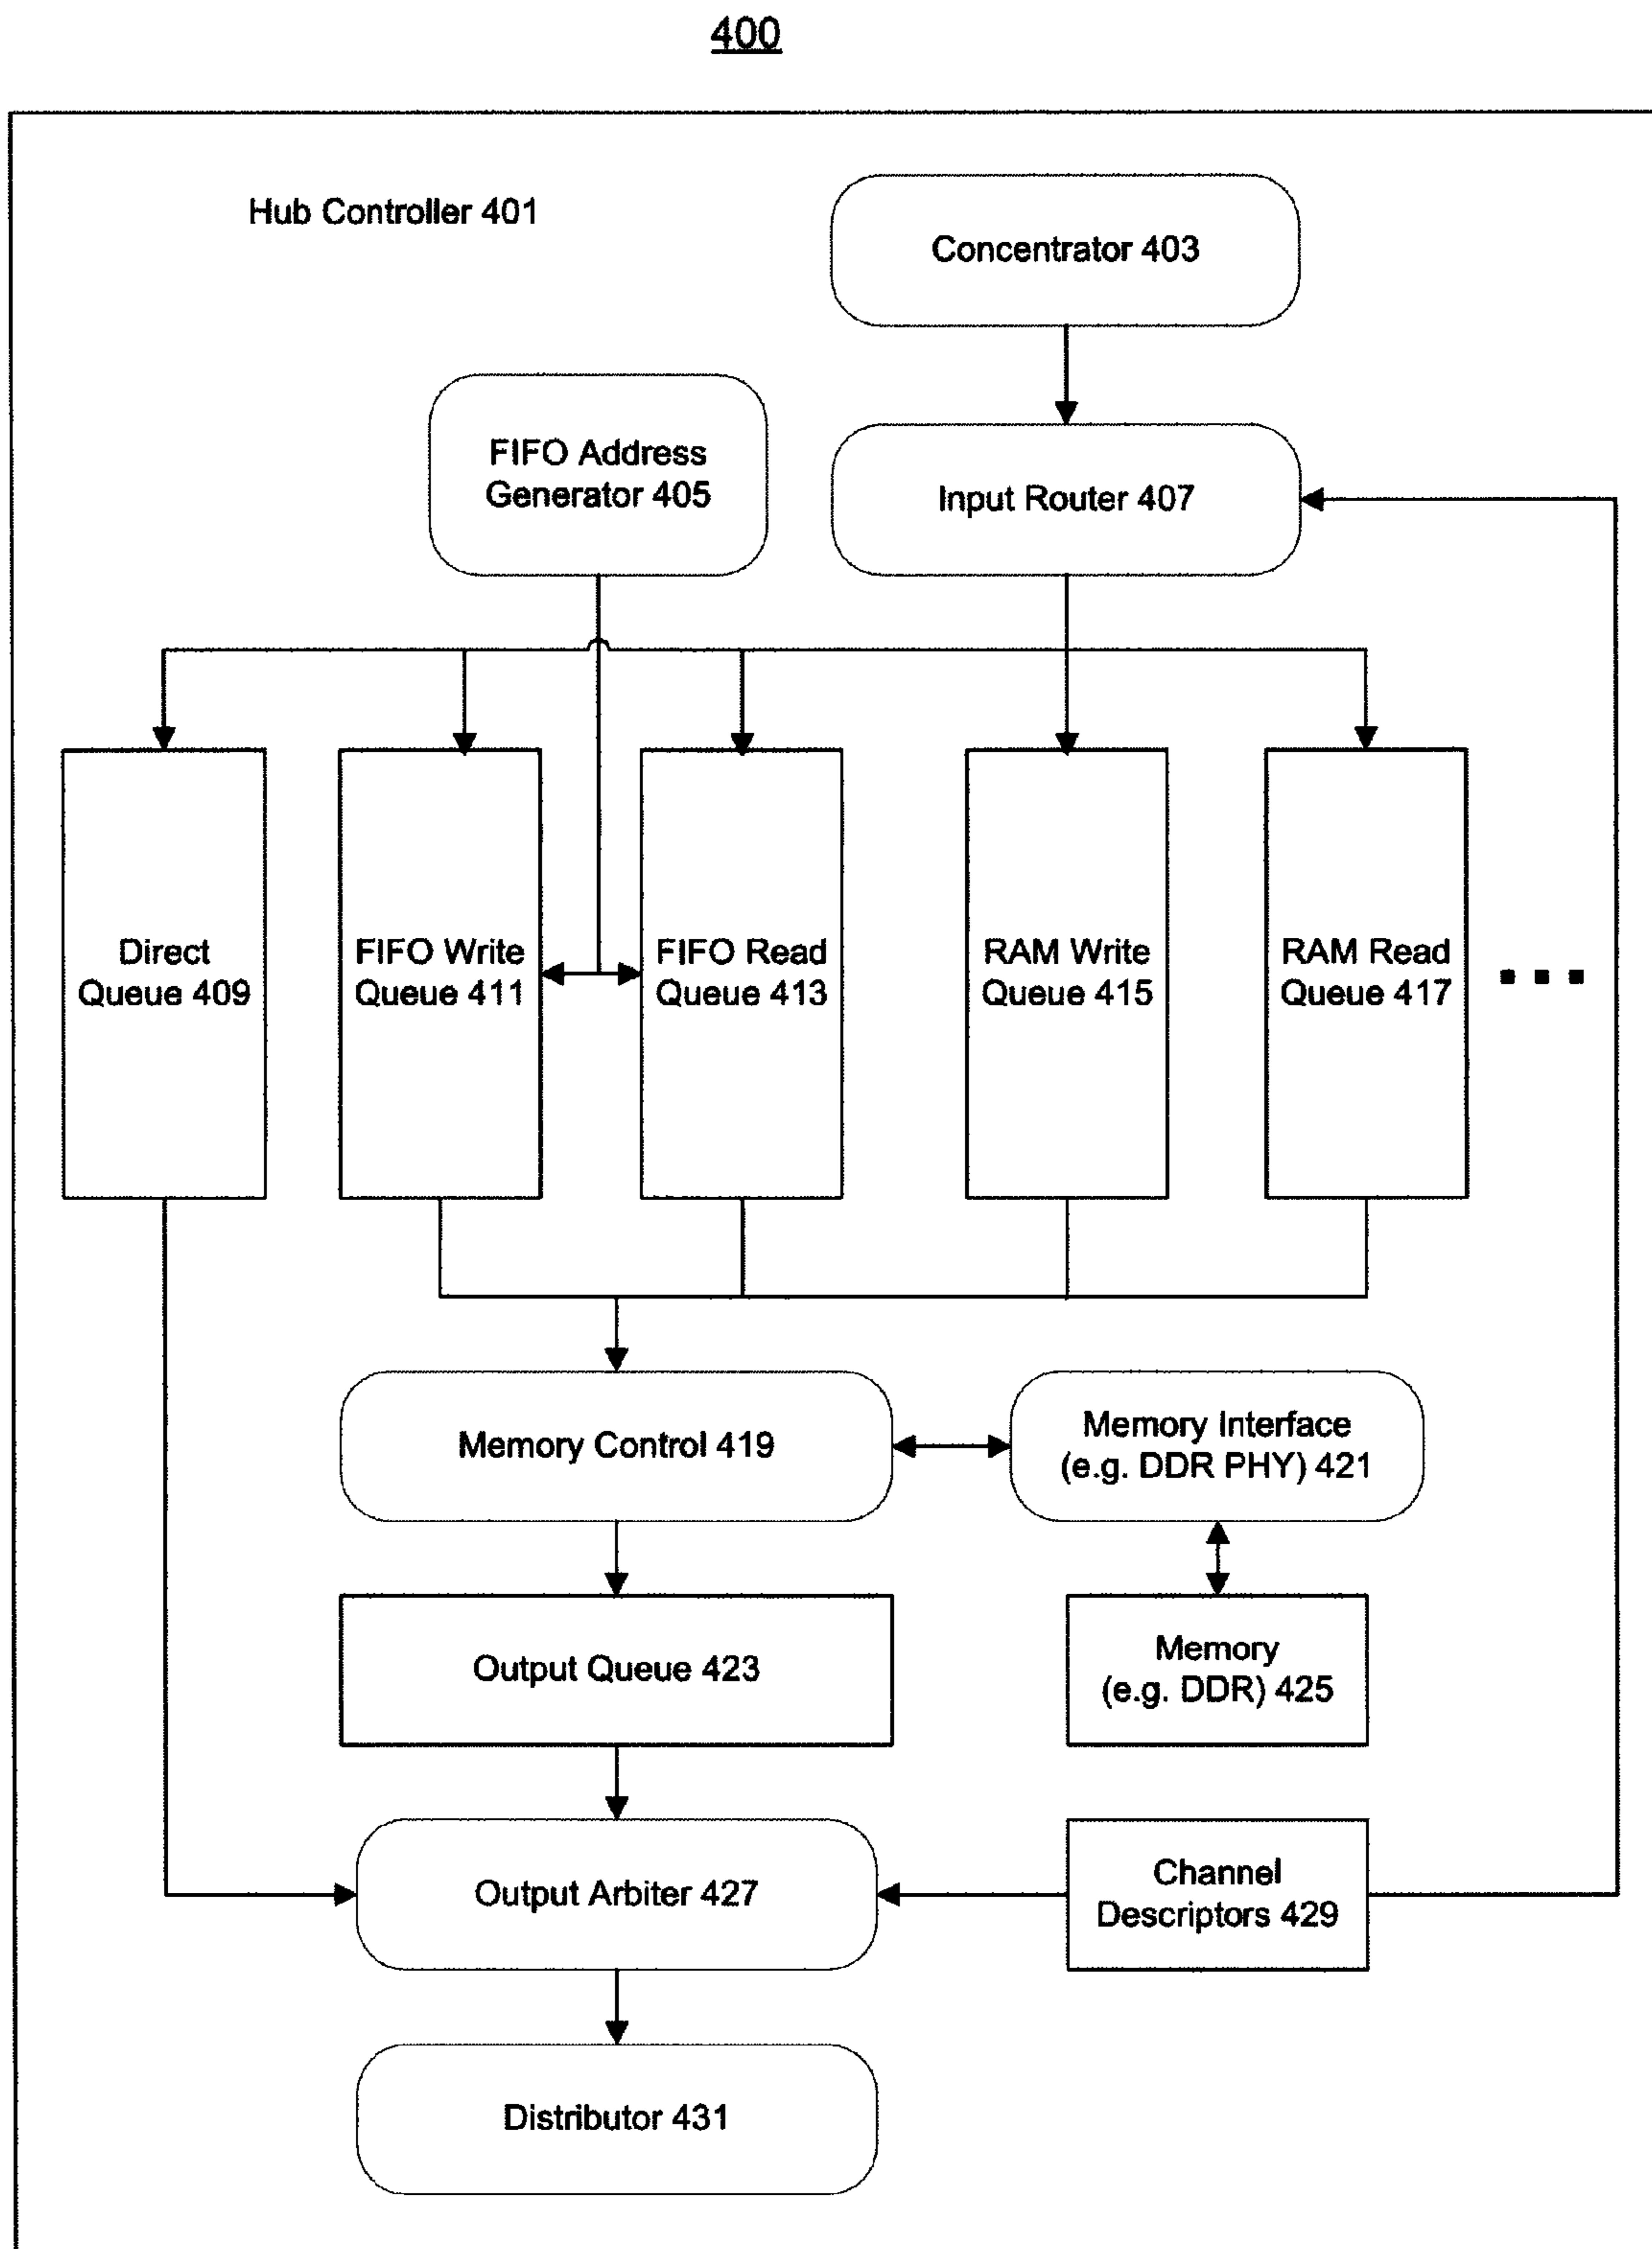 400
Hub Controller 401
Concentrator 403
FIFO Address
Generator 405
Input Router 407
Direct
Queue 409
FIFO Write
Queue 411
FIFO Read
Queue 413
RAM Write
Queue 415
RAM Read
Queue 417
Memory Control 419
Memory Interface
(e.g. DDR PHY) 421
Output Queue 423
Memory
(e.g. DDR) 425
Output Arbiter 427
Channel
Descriptors 429
Distributor 431